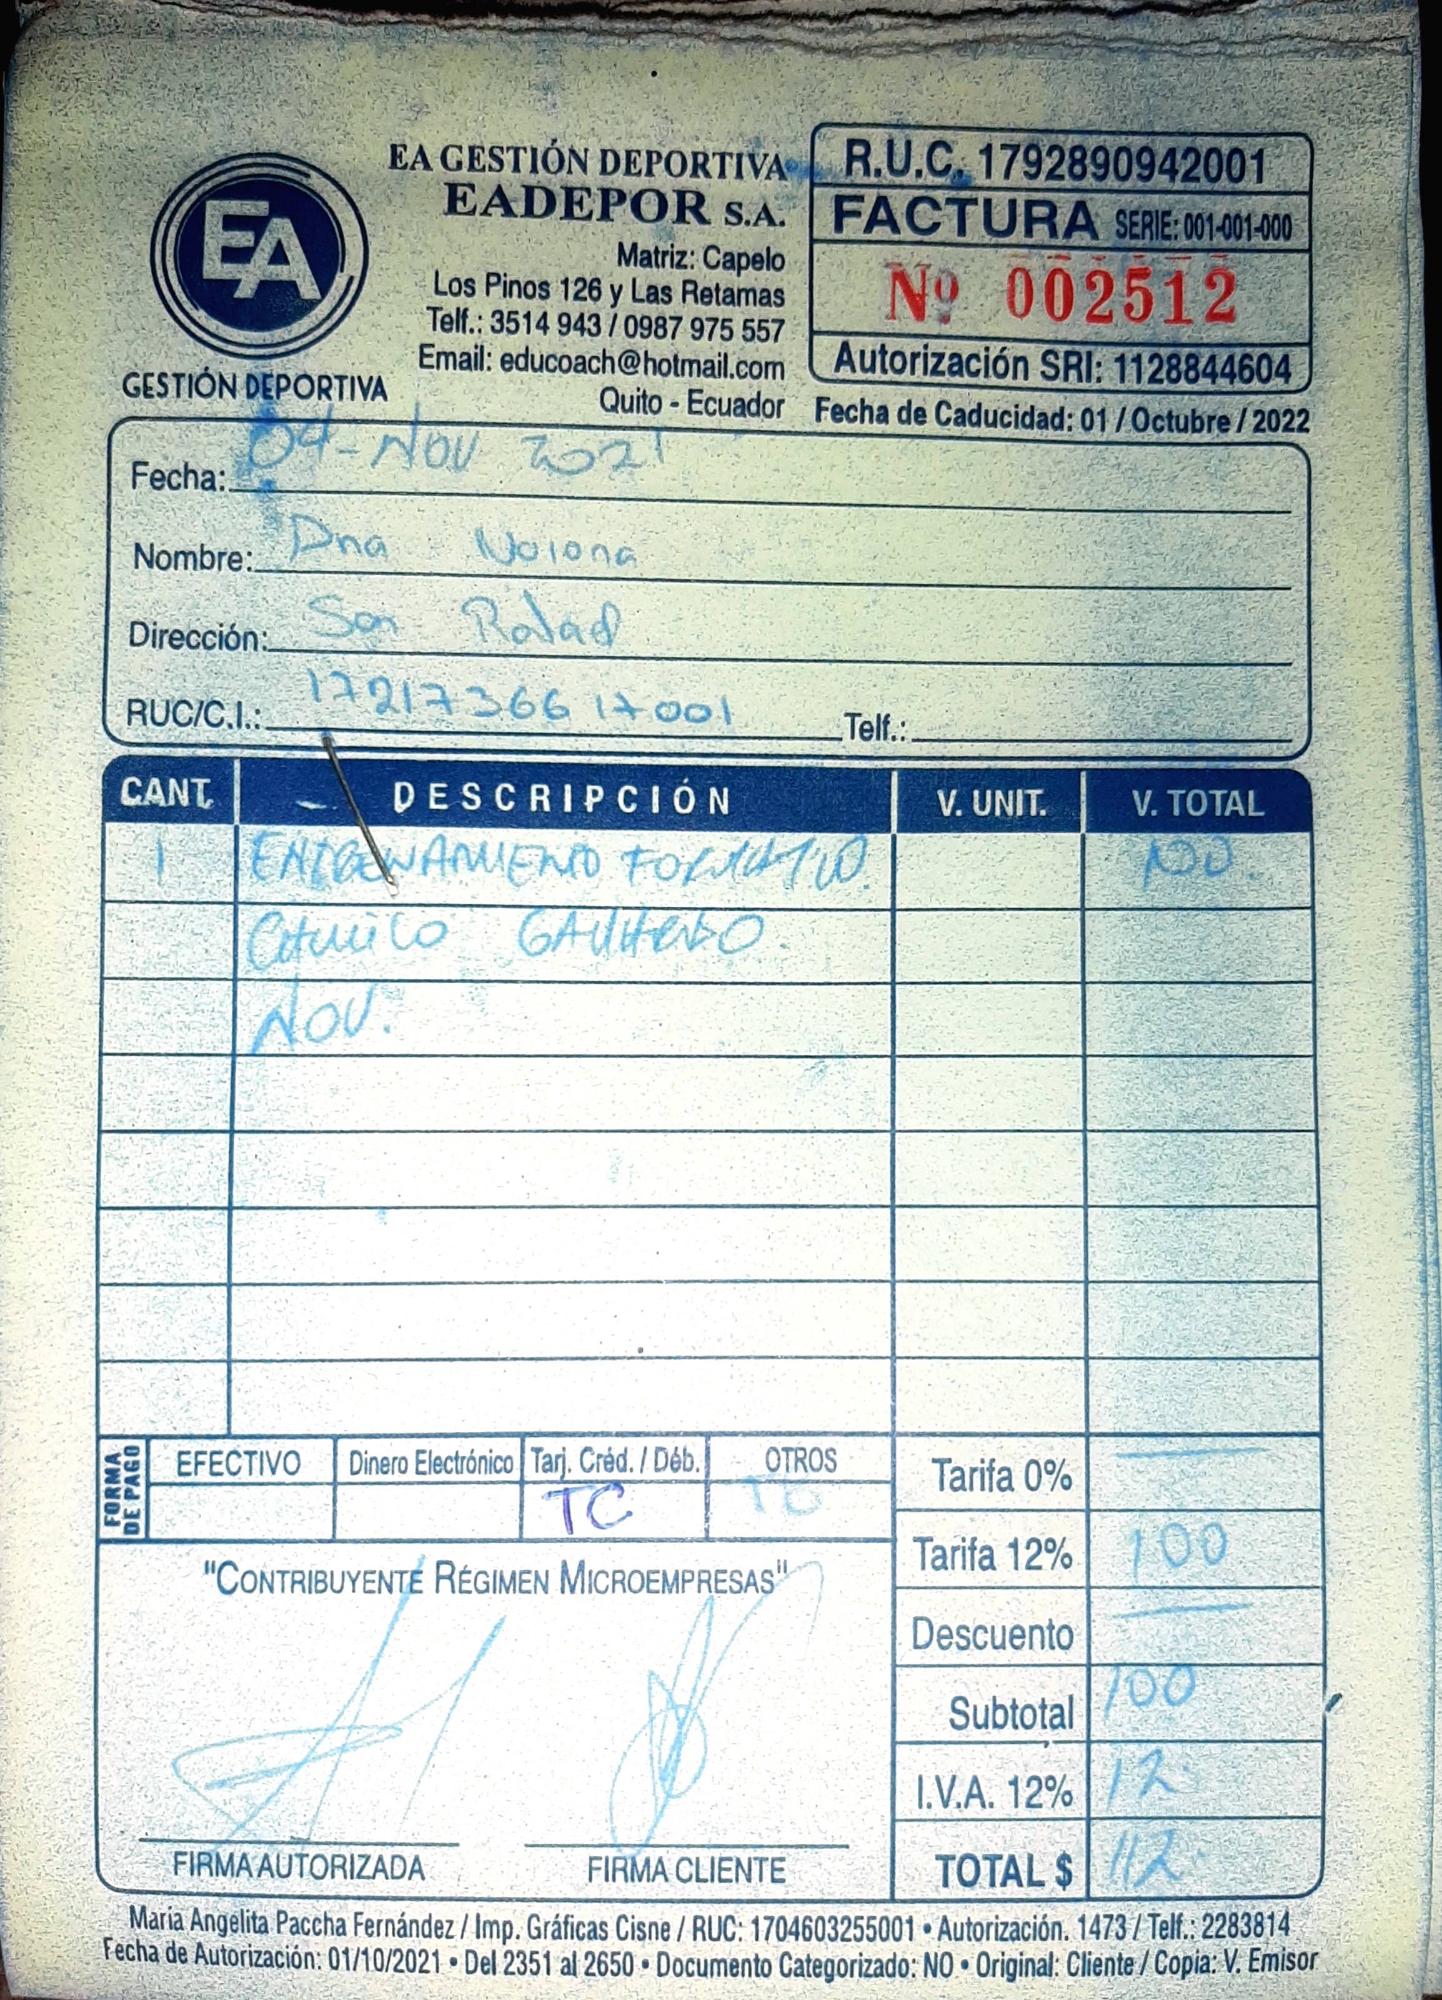 EA
GESTIÓN DEPORTIVA
EA GESTIÓN DEPORTIVA
EADEPOR S.A.
Matriz: Capelo
Los Pinos 126 y Las Retamas
Telf.: 3514 943 / 0987 975 557
Email: educoach@hotmail.com
Quito - Ecuador
R.U.C. 1792890942001
FACTURA SERIE: 001-001-000
Nº 002512
Autorización SRI: 1128844604
Fecha de Caducidad: 01 / Octubre / 2022
Fecha: 04-NOV 2021
Nombre: Dna Noiona
Dirección: San Rafael
RUC/C.I.: 1721736617001 Telf.:
CANT. DESCRIPCIÓN V. UNIT. V. TOTAL
1 ENTRENAMIENTO FORMATIVO. 100.
Camilo
NOV.
FORMA DE PAGO
EFECTIVO Dinero Electrónico Tarj. Créd. / Déb. OTROS
TC TC
Tarifa 0%
Tarifa 12% 100
Descuento
Subtotal 100
I.V.A. 12% 12.
TOTAL $ 112.
"CONTRIBUYENTE RÉGIMEN MICROEMPRESAS"
FIRMA AUTORIZADA FIRMA CLIENTE
María Angelita Paccha Fernández / Imp. Gráficas Cisne / RUC: 1704603255001 • Autorización. 1473 / Telf.: 2283814
Fecha de Autorización: 01/10/2021 • Del 2351 al 2650 • Documento Categorizado: NO • Original: Cliente / Copia: V. Emisor